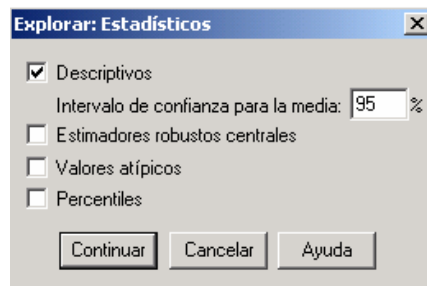 Explorar: Estadísticos
Descriptivos
Intervalo de confianza para la media: 95 %
Estimadores robustos centrales
Valores atípicos
Percentiles
Continuar Cancelar Ayuda